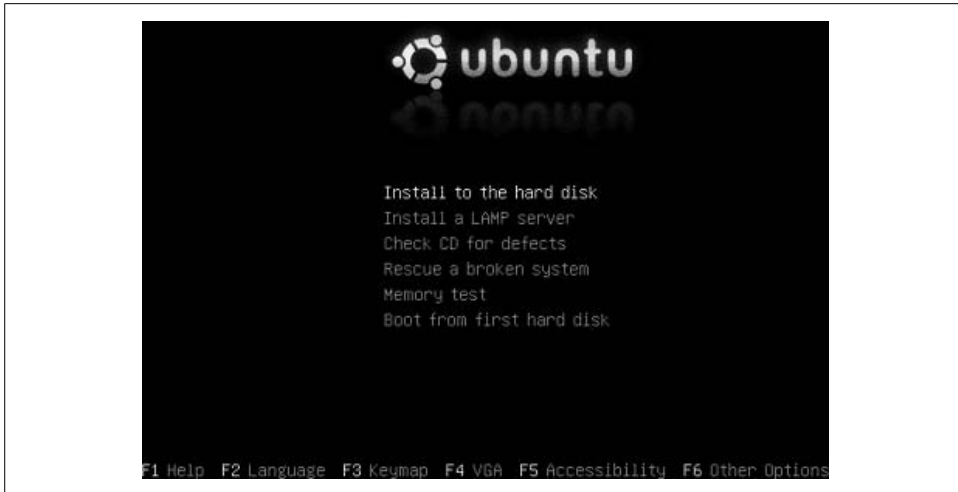 ubuntu
Install to the hard disk
Install a LAMP server
Check CD for defects
Rescue a broken system
Memory test
Boot from first hard disk
F1 Help F2 Language F3 Keymap F4 VGA F5 Accessibility F6 Other Options